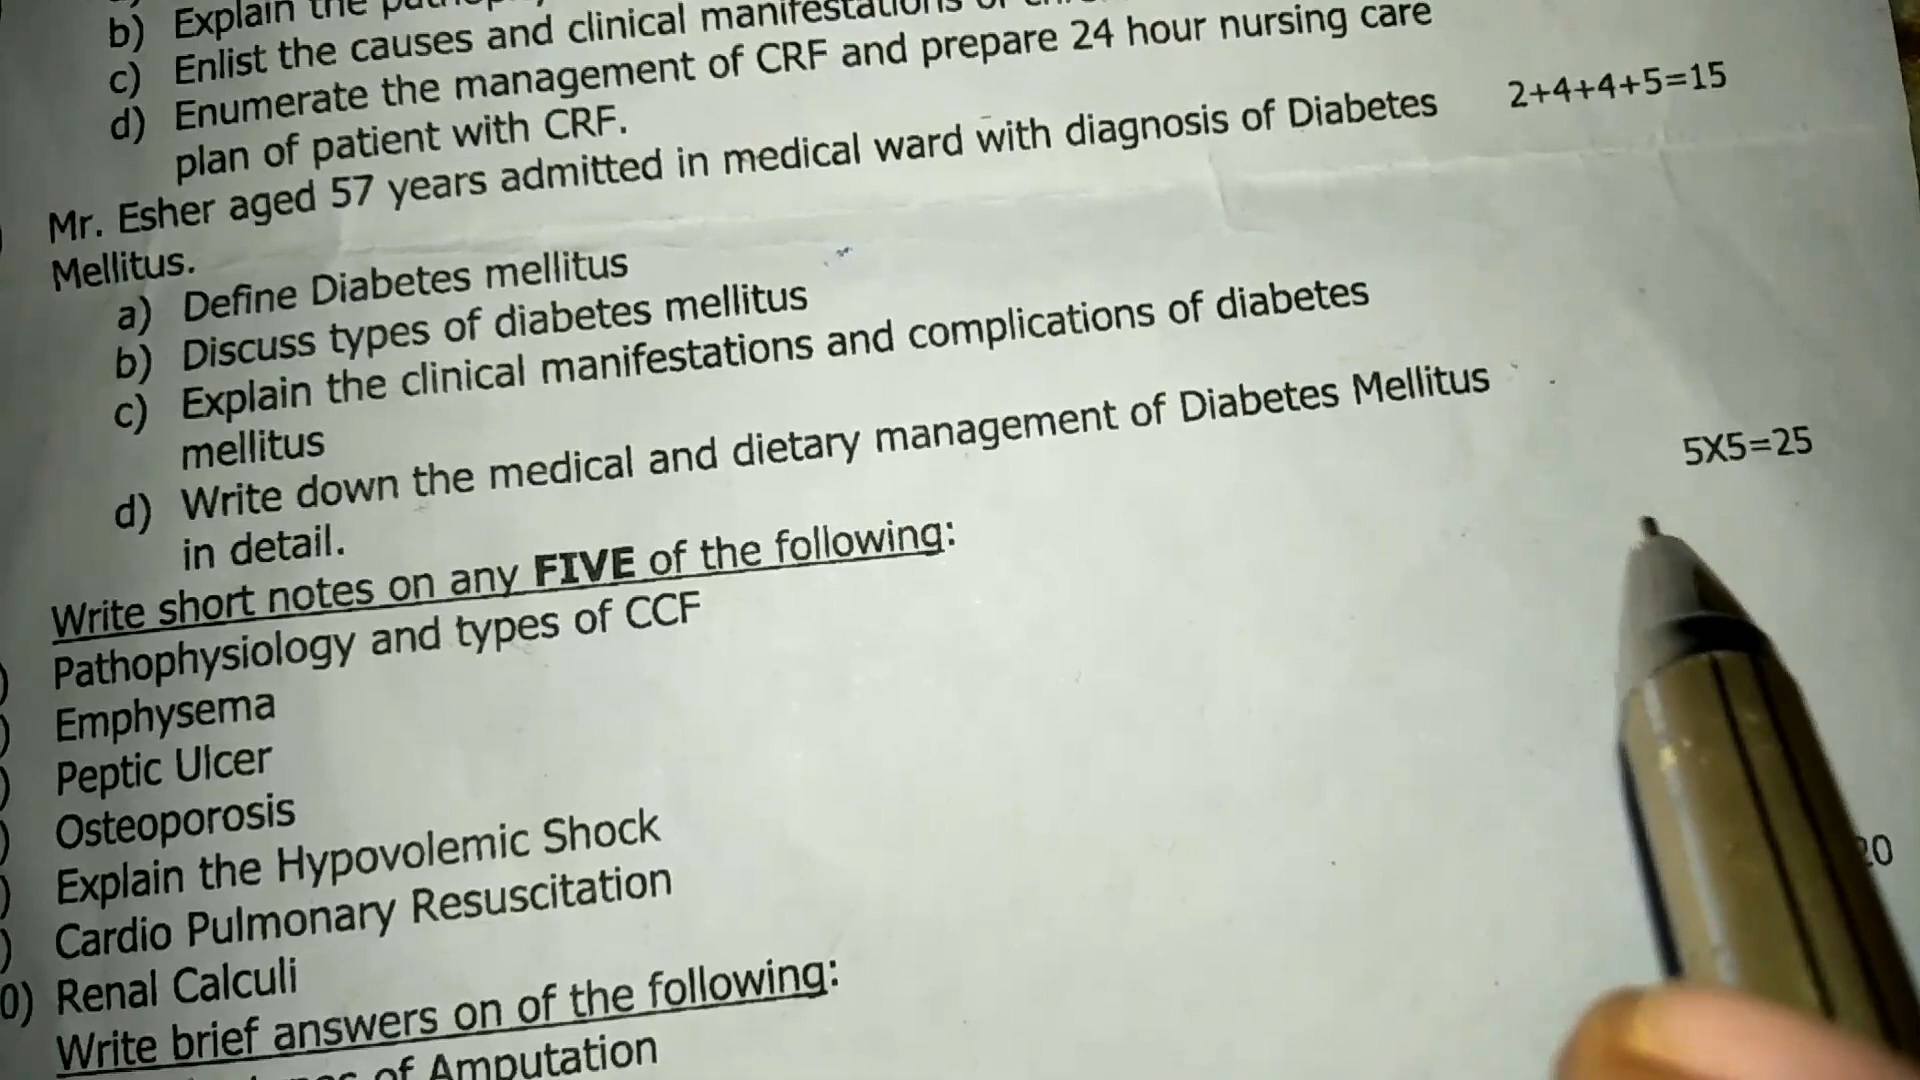 b) Explain the
c) Enlist the causes and clinical manifestations of
d) Enumerate the management of CRF and prepare 24 hour nursing care
plan of patient with CRF.
Mr. Esher aged 57 years admitted in medical ward with diagnosis of Diabetes 2+4+4+5=15
Mellitus.
a) Define Diabetes mellitus
b) Discuss types of diabetes mellitus
c) Explain the clinical manifestations and complications of diabetes
mellitus
d) Write down the medical and dietary management of Diabetes Mellitus
in detail.
Write short notes on any FIVE of the following: 5X5=25
Pathophysiology and types of CCF
Emphysema
Peptic Ulcer
Osteoporosis
Explain the Hypovolemic Shock
Cardio Pulmonary Resuscitation
0) Renal Calculi
Write brief answers on of the following: 20
of Amputation